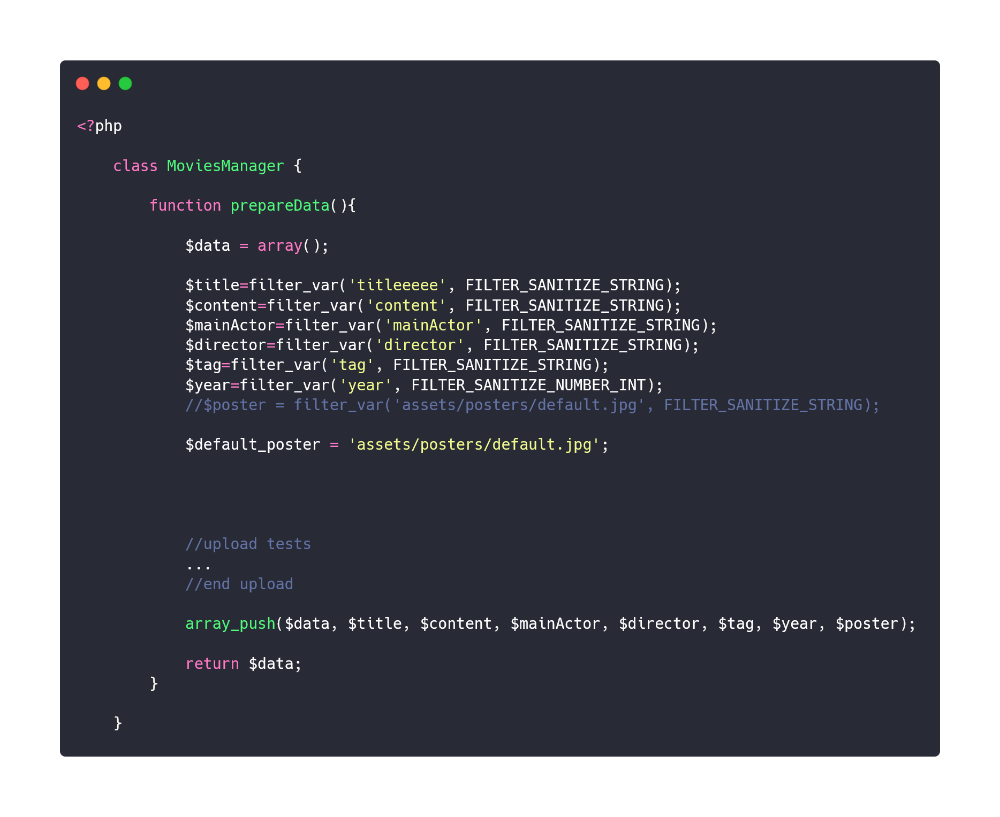 <?php
class MoviesManager {
function prepareData(){
$data = array();
$title=filter_var('titleeeee', FILTER_SANITIZE_STRING);
$content=filter_var('content', FILTER_SANITIZE_STRING);
$mainActor=filter_var('mainActor', FILTER_SANITIZE_STRING);
$director=filter_var('director', FILTER_SANITIZE_STRING);
$tag=filter_var('tag', FILTER_SANITIZE_STRING);
$year=filter_var('year', FILTER_SANITIZE_NUMBER_INT);
//$poster = filter_var('assets/posters/default.jpg', FILTER_SANITIZE_STRING);
$default_poster = 'assets/posters/default.jpg';
//upload tests
...
//end upload
array_push($data, $title, $content, $mainActor, $director, $tag, $year, $poster);
return $data;
}
}